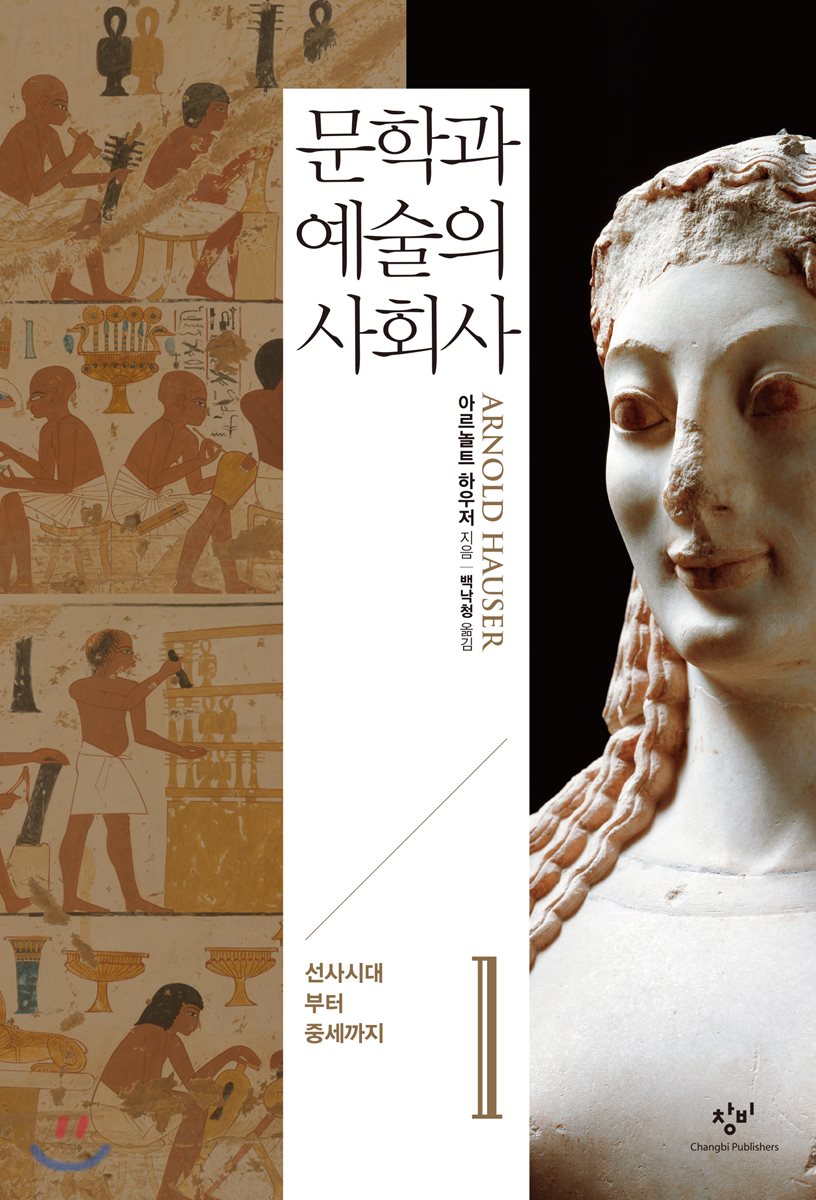 문학과
예술의
사회사
ARNOLD HAUSER
아르놀트 하우저 지음 | 백낙청 옮김
선사시대
부터
중세까지
1
창비
Changbi Publishers